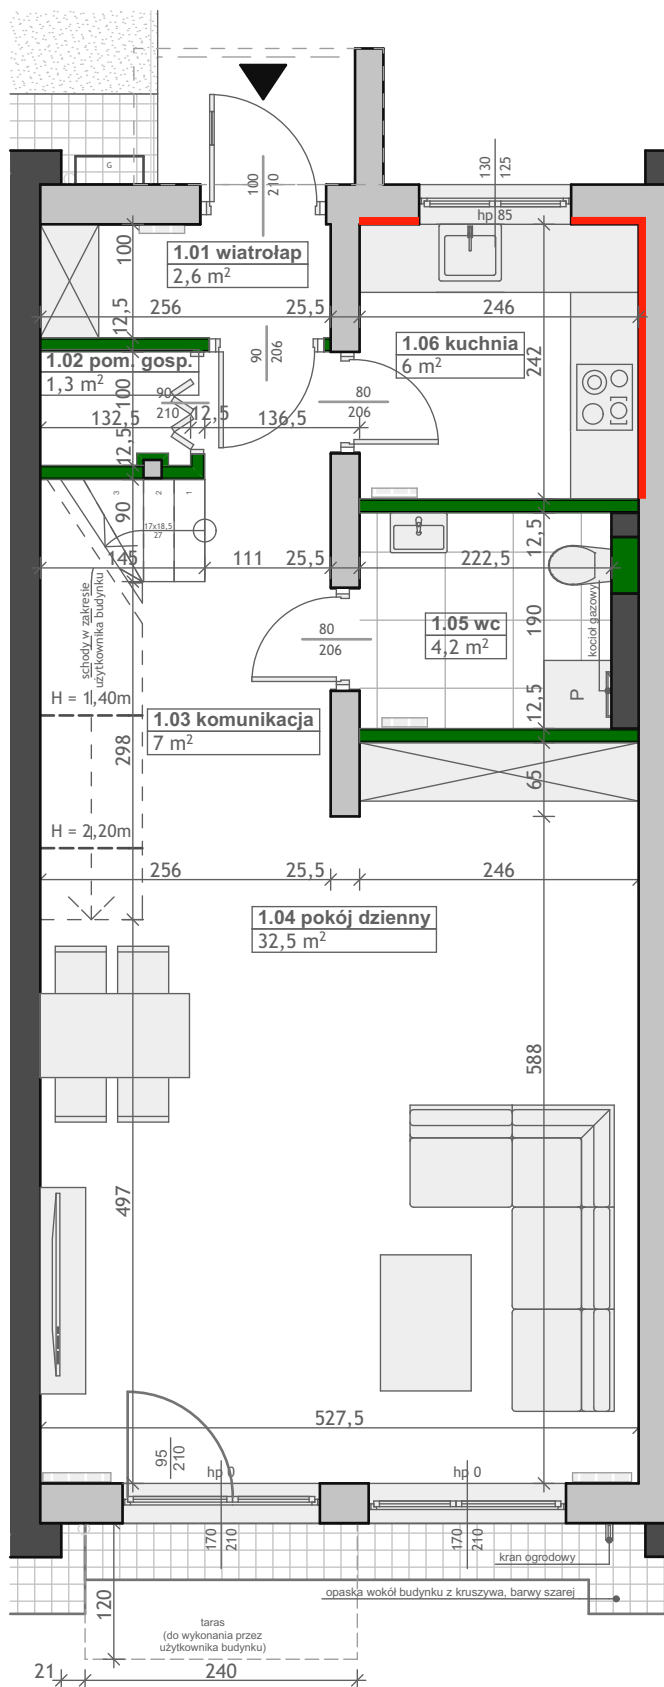 G
130
125
100
210
hp 85
1.01 wiatrołap
2,6 m²
100
12,5
256
25,5
246
1.06 kuchnia
6 m²
242
90
206
1.02 pom. gosp.
1,3 m²
100
90
210
80
206
132,5
12,5
136,5
12,5
3
2
1
90
17x18,5
27
145
111
25,5
222,5
12,5
schody w zakresie
użytkownika budynku
80
206
1.05 wc
4,2 m²
190
kocioł gazowy
P
12,5
H = 1,40m
1.03 komunikacja
7 m²
298
65
H = 2,20m
256
25,5
246
1.04 pokój dzienny
32,5 m²
588
497
527,5
95
210
hp 0
hp 0
170
210
170
210
kran ogrodowy
opaska wokół budynku z kruszywa, barwy szarej
120
taras
(do wykonania przez
użytkownika budynku)
21
240